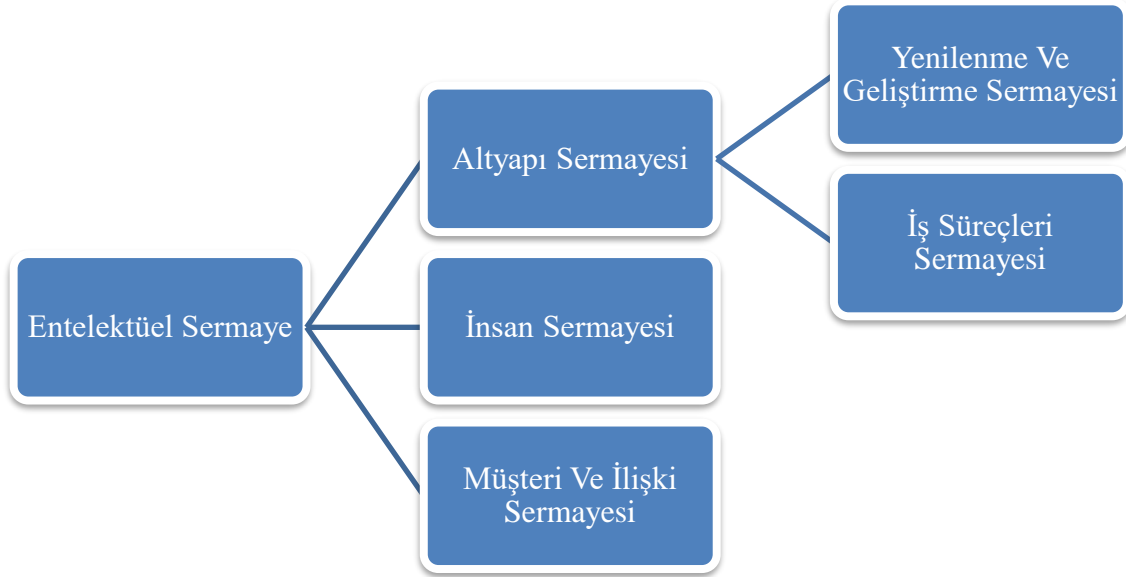 Entelektüel Sermaye
Altyapı Sermayesi
Yenilenme Ve
Geliştirme Sermayesi
İş Süreçleri
Sermayesi
İnsan Sermayesi
Müşteri Ve İlişki
Sermayesi